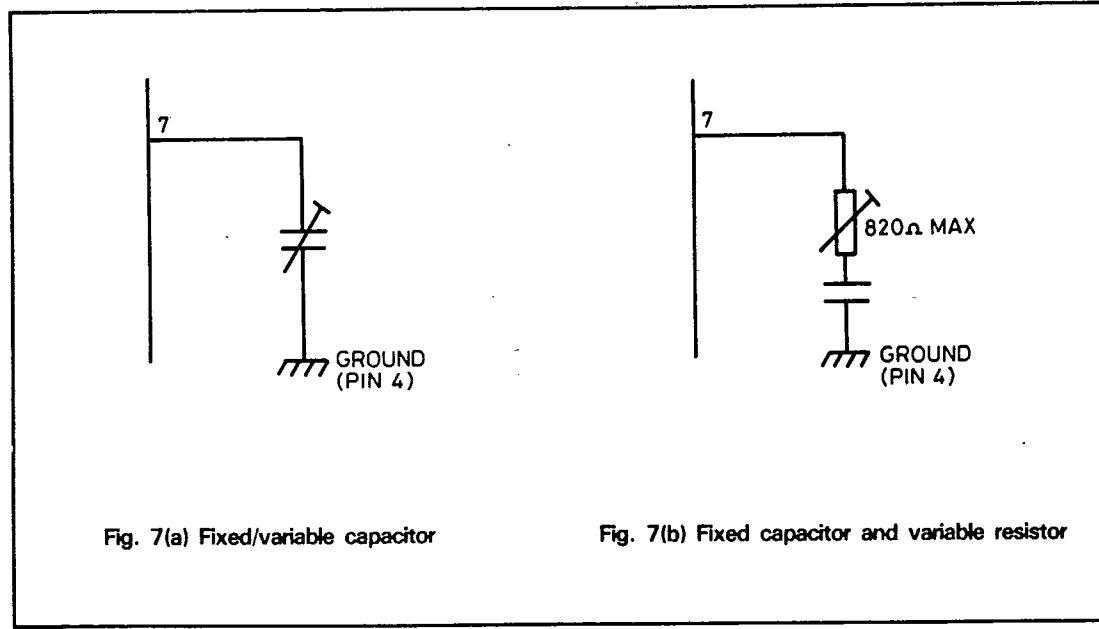 7
GROUND
(PIN 4)
Fig. 7(a) Fixed/variable capacitor
7
820Ω MAX
GROUND
(PIN 4)
Fig. 7(b) Fixed capacitor and variable resistor